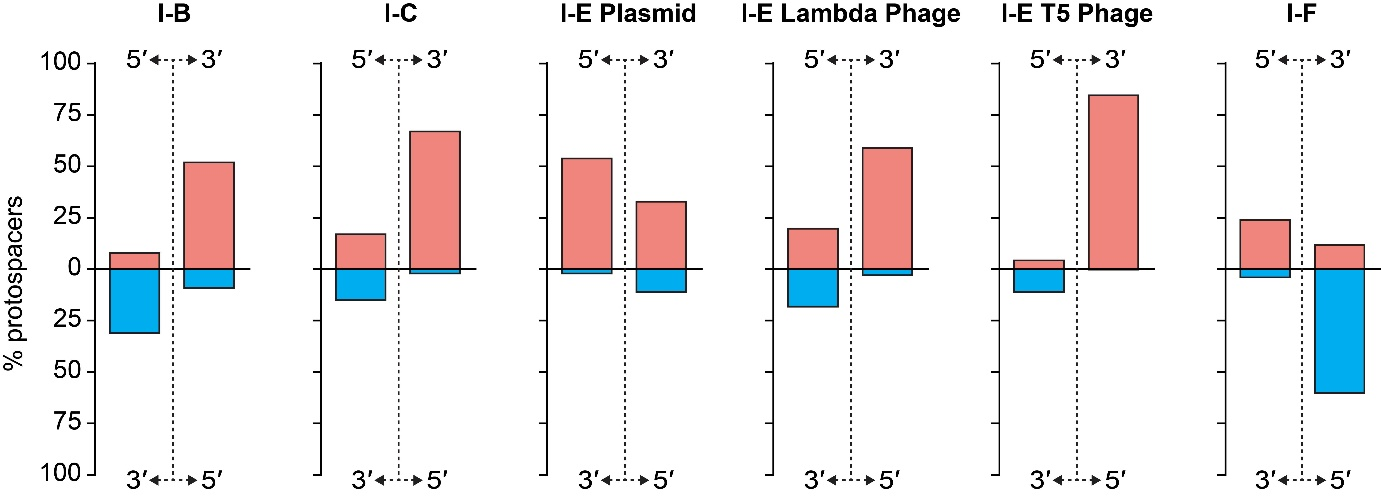 I-B I-C I-E Plasmid I-E Lambda Phage I-E T5 Phage I-F
5′ 3′ 5′ 3′ 5′ 3′ 5′ 3′ 5′ 3′ 5′ 3′
100
75
50
25
0
25
50
75
100
% protospacers
3′ 5′ 3′ 5′ 3′ 5′ 3′ 5′ 3′ 5′ 3′ 5′